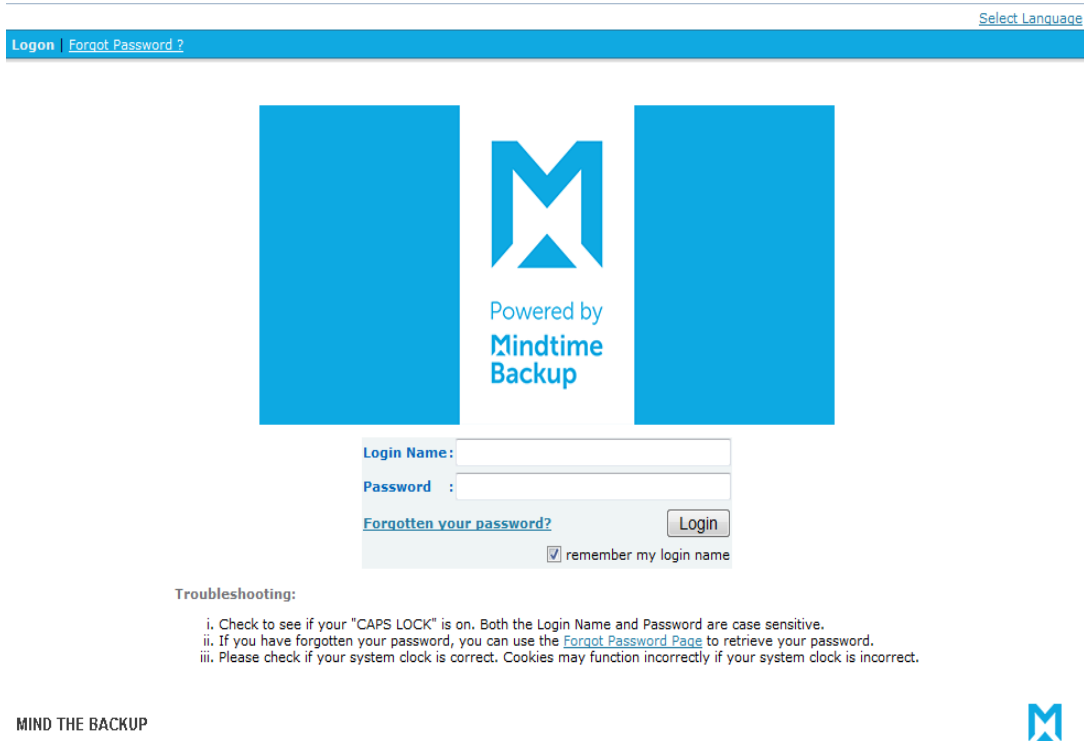 Select Language
Logon | Forgot Password ?
Powered by
Mindtime
Backup
Login Name :
Password :
Forgotten your password?
Login
remember my login name
Troubleshooting:
i. Check to see if your "CAPS LOCK" is on. Both the Login Name and Password are case sensitive.
ii. If you have forgotten your password, you can use the Forgot Password Page to retrieve your password.
iii. Please check if your system clock is correct. Cookies may function incorrectly if your system clock is incorrect.
MIND THE BACKUP